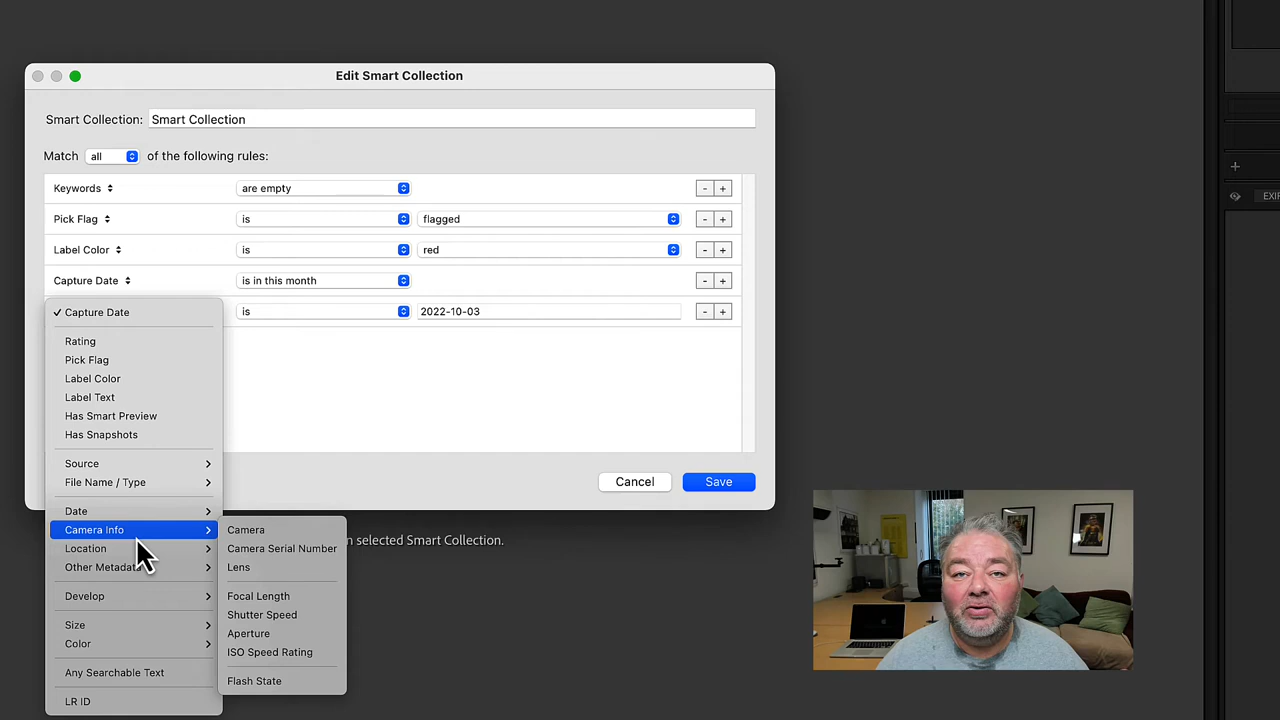 Edit Smart Collection
Smart Collection: Smart Collection
Match all of the following rules:
Keywords are empty - +
Pick Flag is flagged - +
Label Color is red - +
Capture Date is in this month - +
✓ Capture Date is 2022-10-03 - +
Rating
Pick Flag
Label Color
Label Text
Has Smart Preview
Has Snapshots
Source
File Name / Type
Cancel Save
Date
Camera Info
Location
Other Metadat
Develop
Size
Color
Any Searchable Text
LR ID
Camera
Camera Serial Number
Lens
Focal Length
Shutter Speed
Aperture
ISO Speed Rating
Flash State
n selected Smart Collection.
+
EXIF